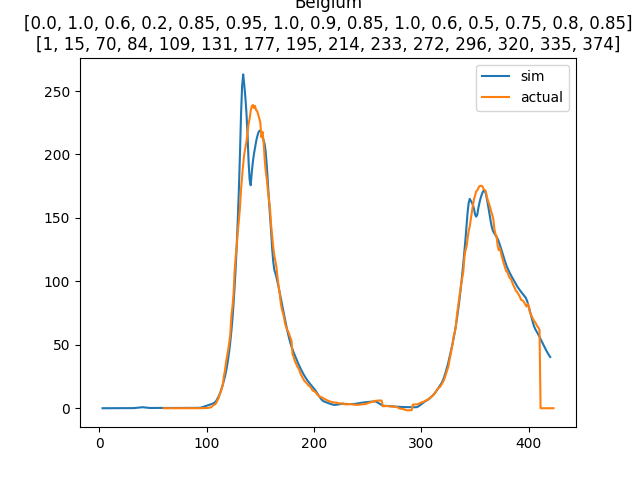 Belgium
[0.0, 1.0, 0.6, 0.2, 0.85, 0.95, 1.0, 0.9, 0.85, 1.0, 0.6, 0.5, 0.75, 0.8, 0.85]
[1, 15, 70, 84, 109, 131, 177, 195, 214, 233, 272, 296, 320, 335, 374]
sim
actual
250
200
150
100
50
0
0 100 200 300 400